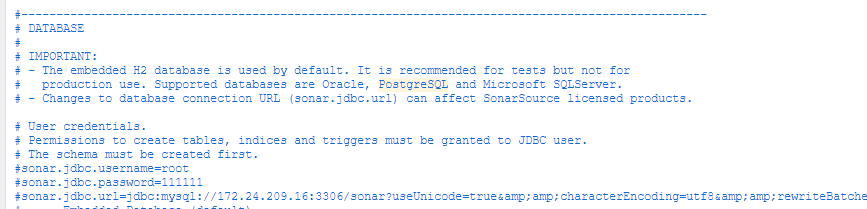 #-----------------------------------------------------------------------------------------------------
# DATABASE
#
# IMPORTANT:
# - The embedded H2 database is used by default. It is recommended for tests but not for
#   production use. Supported databases are Oracle, PostgreSQL and Microsoft SQLServer.
# - Changes to database connection URL (sonar.jdbc.url) can affect SonarSource licensed products.

# User credentials.
# Permissions to create tables, indices and triggers must be granted to JDBC user.
# The schema must be created first.
#sonar.jdbc.username=root
#sonar.jdbc.password=111111
#sonar.jdbc.url=jdbc:mysql://172.24.209.16:3306/sonar?useUnicode=true&amp;amp;characterEncoding=utf8&amp;amp;rewriteBatche